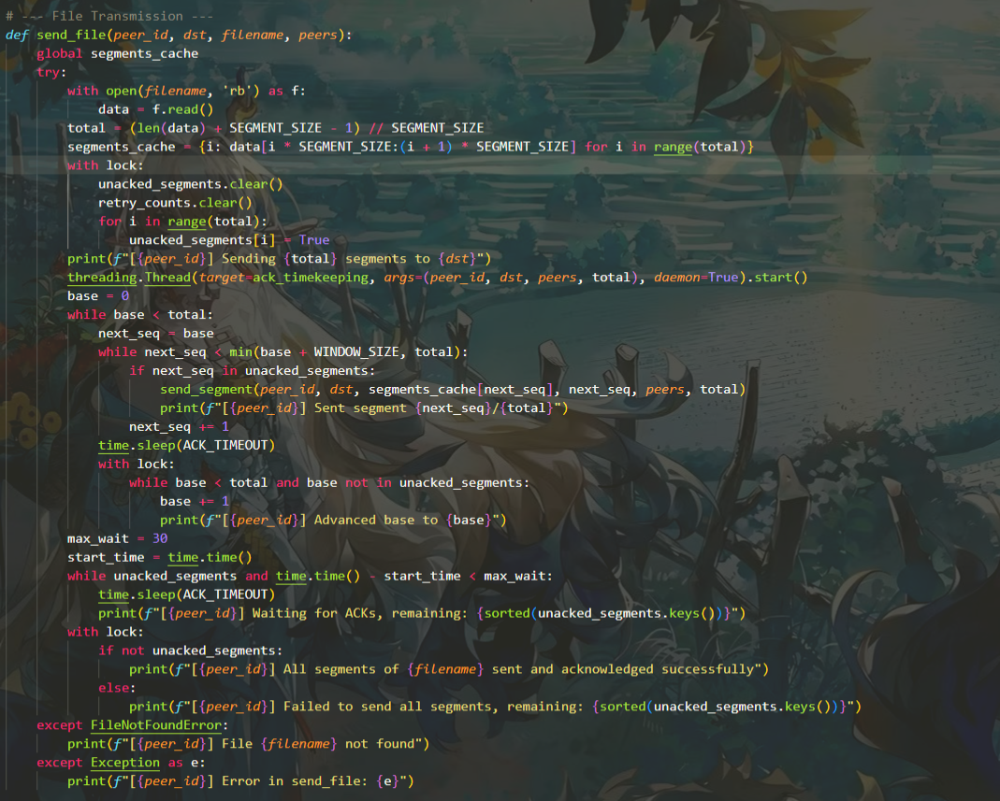 # --- File Transmission ---
def send_file(peer_id, dst, filename, peers):
    global segments_cache
    try:
        with open(filename, 'rb') as f:
            data = f.read()
        total = (len(data) + SEGMENT_SIZE - 1) // SEGMENT_SIZE
        segments_cache = {i: data[i * SEGMENT_SIZE:(i + 1) * SEGMENT_SIZE] for i in range(total)}
        with lock:
            unacked_segments.clear()
            retry_counts.clear()
            for i in range(total):
                unacked_segments[i] = True
        print(f"[{peer_id}] Sending {total} segments to {dst}")
        threading.Thread(target=ack_timekeeping, args=(peer_id, dst, peers, total), daemon=True).start()
        base = 0
        while base < total:
            next_seq = base
            while next_seq < min(base + WINDOW_SIZE, total):
                if next_seq in unacked_segments:
                    send_segment(peer_id, dst, segments_cache[next_seq], next_seq, peers, total)
                    print(f"[{peer_id}] Sent segment {next_seq}/{total}")
                next_seq += 1
            time.sleep(ACK_TIMEOUT)
            with lock:
                while base < total and base not in unacked_segments:
                    base += 1
                    print(f"[{peer_id}] Advanced base to {base}")
        max_wait = 30
        start_time = time.time()
        while unacked_segments and time.time() - start_time < max_wait:
            time.sleep(ACK_TIMEOUT)
            print(f"[{peer_id}] Waiting for ACKs, remaining: {sorted(unacked_segments.keys())}")
        with lock:
            if not unacked_segments:
                print(f"[{peer_id}] All segments of {filename} sent and acknowledged successfully")
            else:
                print(f"[{peer_id}] Failed to send all segments, remaining: {sorted(unacked_segments.keys())}")
    except FileNotFoundError:
        print(f"[{peer_id}] File {filename} not found")
    except Exception as e:
        print(f"[{peer_id}] Error in send_file: {e}")